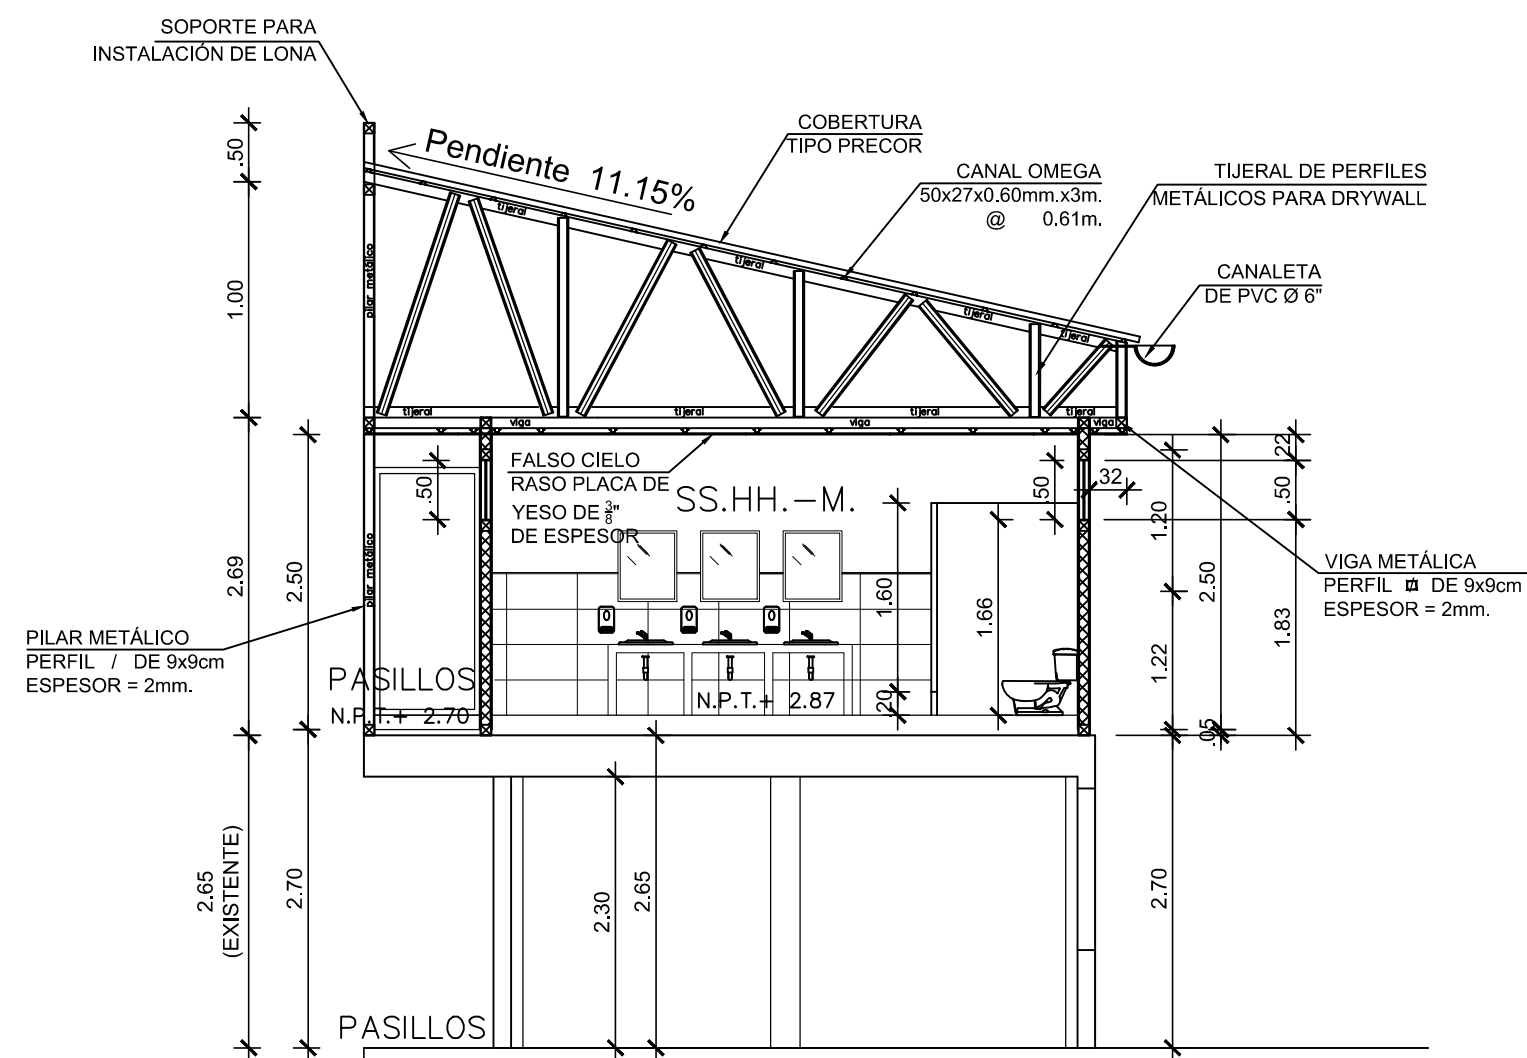 SOPORTE PARA
INSTALACIÓN DE LONA
COBERTURA
TIPO PRECOR
Pendiente 11.15%
CANAL OMEGA
50x27x0.60mm.x3m.
@ 0.61m.
TIJERAL DE PERFILES
METÁLICOS PARA DRYWALL
CANALETA
DE PVC Ø 6"
.50
1.00
2.69
2.65
(EXISTENTE)
2.50
2.70
pilar metálico
pilar metálico
tijeral
tijeral
tijeral
tijeral
tijeral
tijeral
tijeral
tijeral
viga
viga
viga
FALSO CIELO
RASO PLACA DE
YESO DE 3/8"
DE ESPESOR
SS.HH.-M.
.50
.50
32
1.60
.20
1.66
1.20
1.22
.05
2.50
.22
.50
1.83
VIGA METÁLICA
PERFIL DE 9x9cm
ESPESOR = 2mm.
PILAR METÁLICO
PERFIL / DE 9x9cm
ESPESOR = 2mm.
PASILLOS
N.P.T.+ 2.70
N.P.T.+ 2.87
2.30
2.65
2.70
PASILLOS